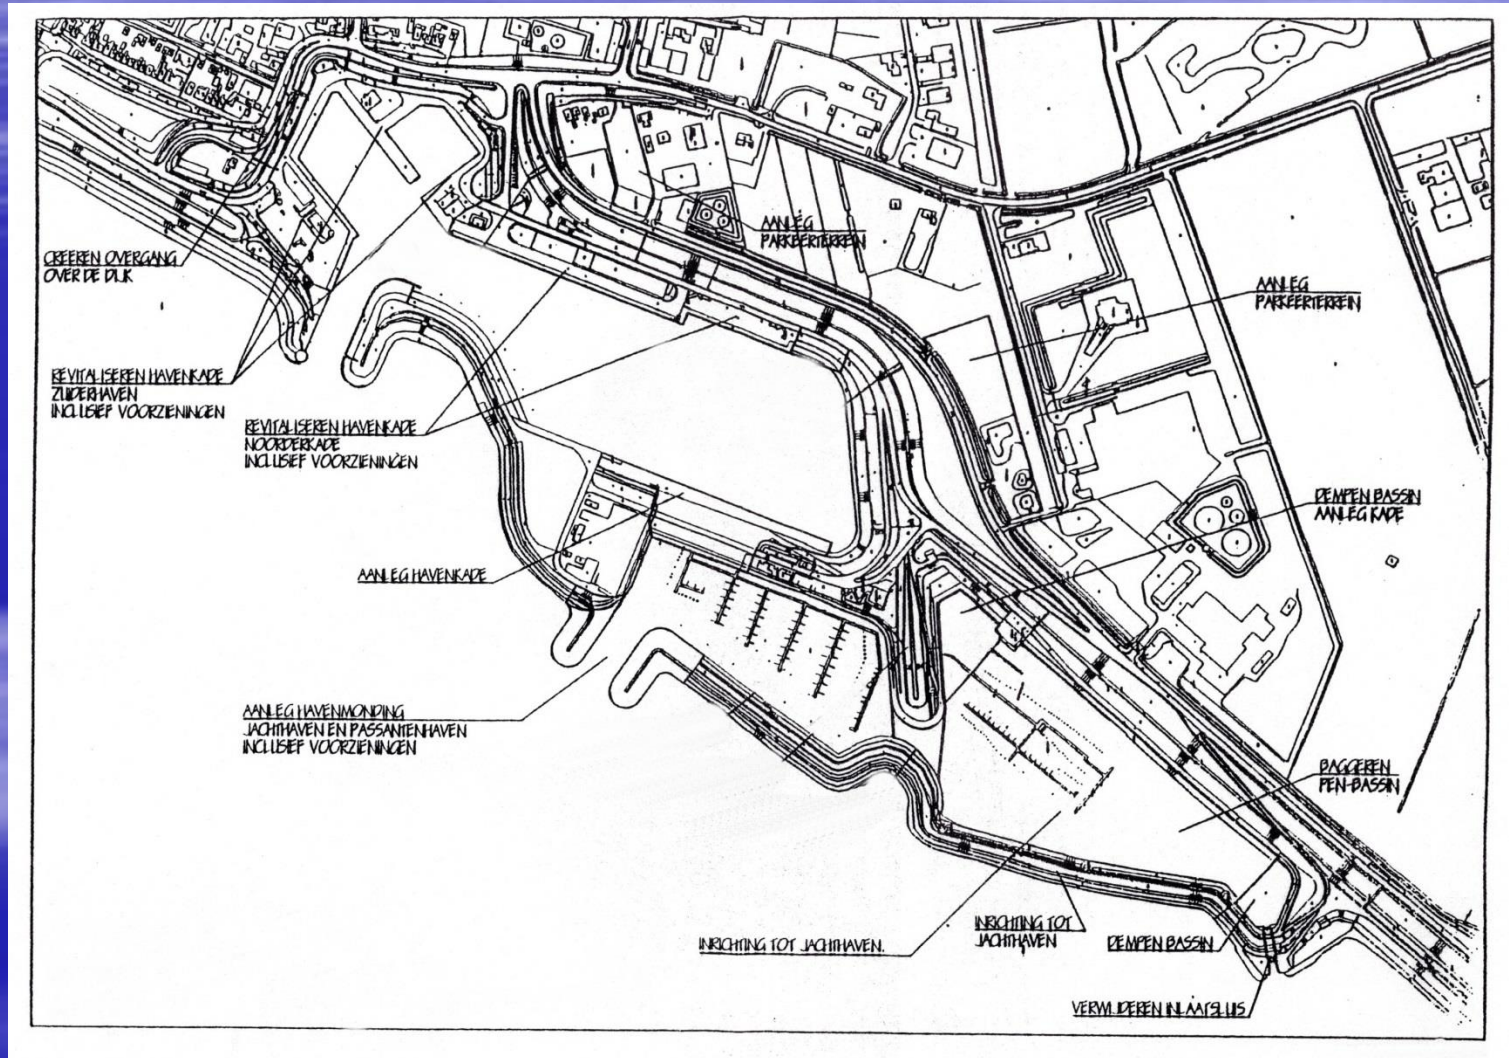 AANLEG
PARKEERTERREIN
CREËREN OVERGANG
OVER DE DIJK
AANLEG
PARKEERTERREIN
REVITALISEREN HAVENKADE
ZUIDERHAVEN
INCLUSIEF VOORZIENINGEN
REVITALISEREN HAVENKADE
NOORDERKADE
INCLUSIEF VOORZIENINGEN
DEMPEN BASSIN
AANLEG KADE
AANLEG HAVENKADE
AANLEG HAVENMONDING
JACHTHAVEN EN PASSANTENHAVEN
INCLUSIEF VOORZIENINGEN
BAGGEREN
PEN-BASSIN
INRICHTING TOT JACHTHAVEN.
INRICHTING TOT
JACHTHAVEN
DEMPEN BASSIN
VERWIJDEREN INLAATSLUIS